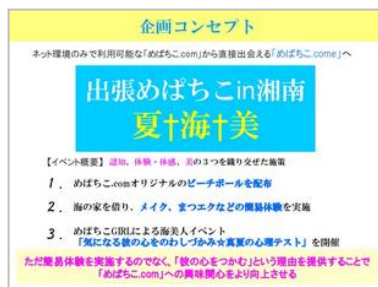 企画コンセプト
ネット環境のみで利用可能な「めぱちこ.com」から直接出会える「めぱちこ.come」へ
出張めぱちこin湘南
夏†海†美
【イベント概要】 認知、体験・体感、美の3つを織り交ぜた施策
1. めぱちこ.comオリジナルのビーチボールを配布
2. 海の家を借り、メイク、まつエクなどの簡易体験を実施
3. めぱちこGIRLによる海美人イベント
「気になる彼の心をのわしづかみ☆真夏の心理テスト」を開催
ただ簡易体験を実施するのでなく、「彼の心をつかむ」という理由を提供することで
「めぱちこ.com」への興味関心をより向上させる